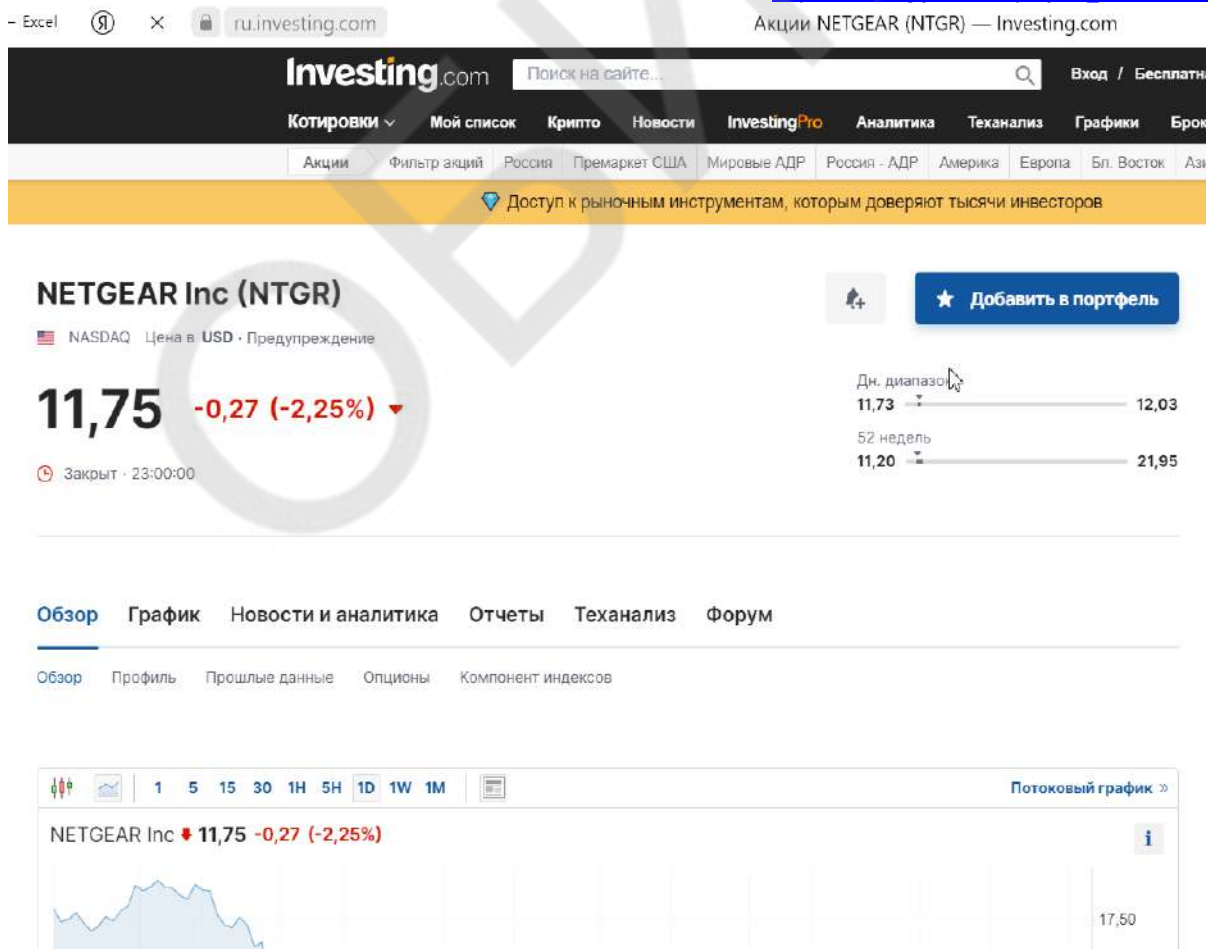 – Excel Я × ru.investing.com Акции NETGEAR (NTGR) — Investing.com
Investing.com Поиск на сайте... Вход / Бесплатна
Котировки Мой список Крипто Новости InvestingPro Аналитика Теханализ Графики Брок
Акции Фильтр акций Россия Премаркет США Мировые АДР Россия - АДР Америка Европа Бл. Восток Ази
Доступ к рыночным инструментам, которым доверяют тысячи инвесторов
NETGEAR Inc (NTGR)
Добавить в портфель
NASDAQ Цена в USD · Предупреждение
11,75 -0,27 (-2,25%)
Дн. диапазон
11,73 12,03
52 недель
11,20 21,95
Закрыт · 23:00:00
Обзор График Новости и аналитика Отчеты Теханализ Форум
Обзор Профиль Прошлые данные Опционы Компонент индексов
1 5 15 30 1H 5H 1D 1W 1M Потоковый график »
NETGEAR Inc 11,75 -0,27 (-2,25%) i
17,50